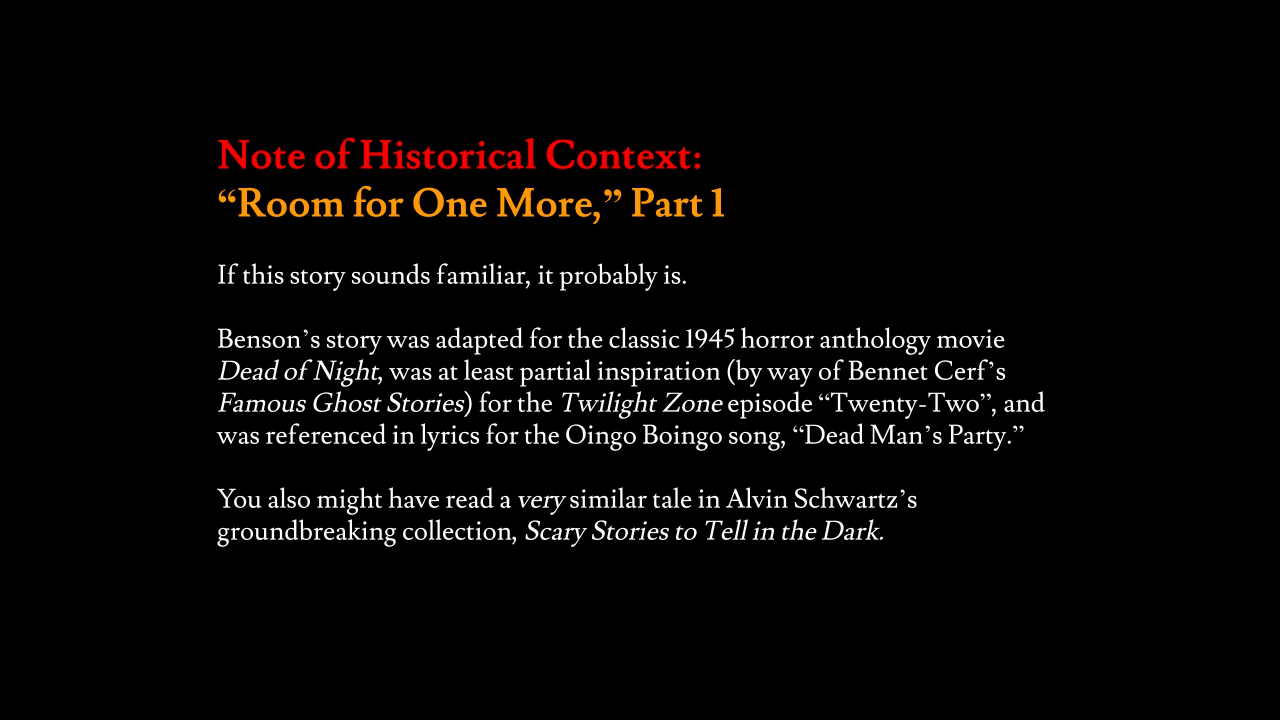 Note of Historical Context:
“Room for One More,” Part 1
If this story sounds familiar, it probably is.
Benson’s story was adapted for the classic 1945 horror anthology movie
Dead of Night, was at least partial inspiration (by way of Bennet Cerf’s
Famous Ghost Stories) for the Twilight Zone episode “Twenty-Two”, and
was referenced in lyrics for the Oingo Boingo song, “Dead Man’s Party.”
You also might have read a very similar tale in Alvin Schwartz’s
groundbreaking collection, Scary Stories to Tell in the Dark.